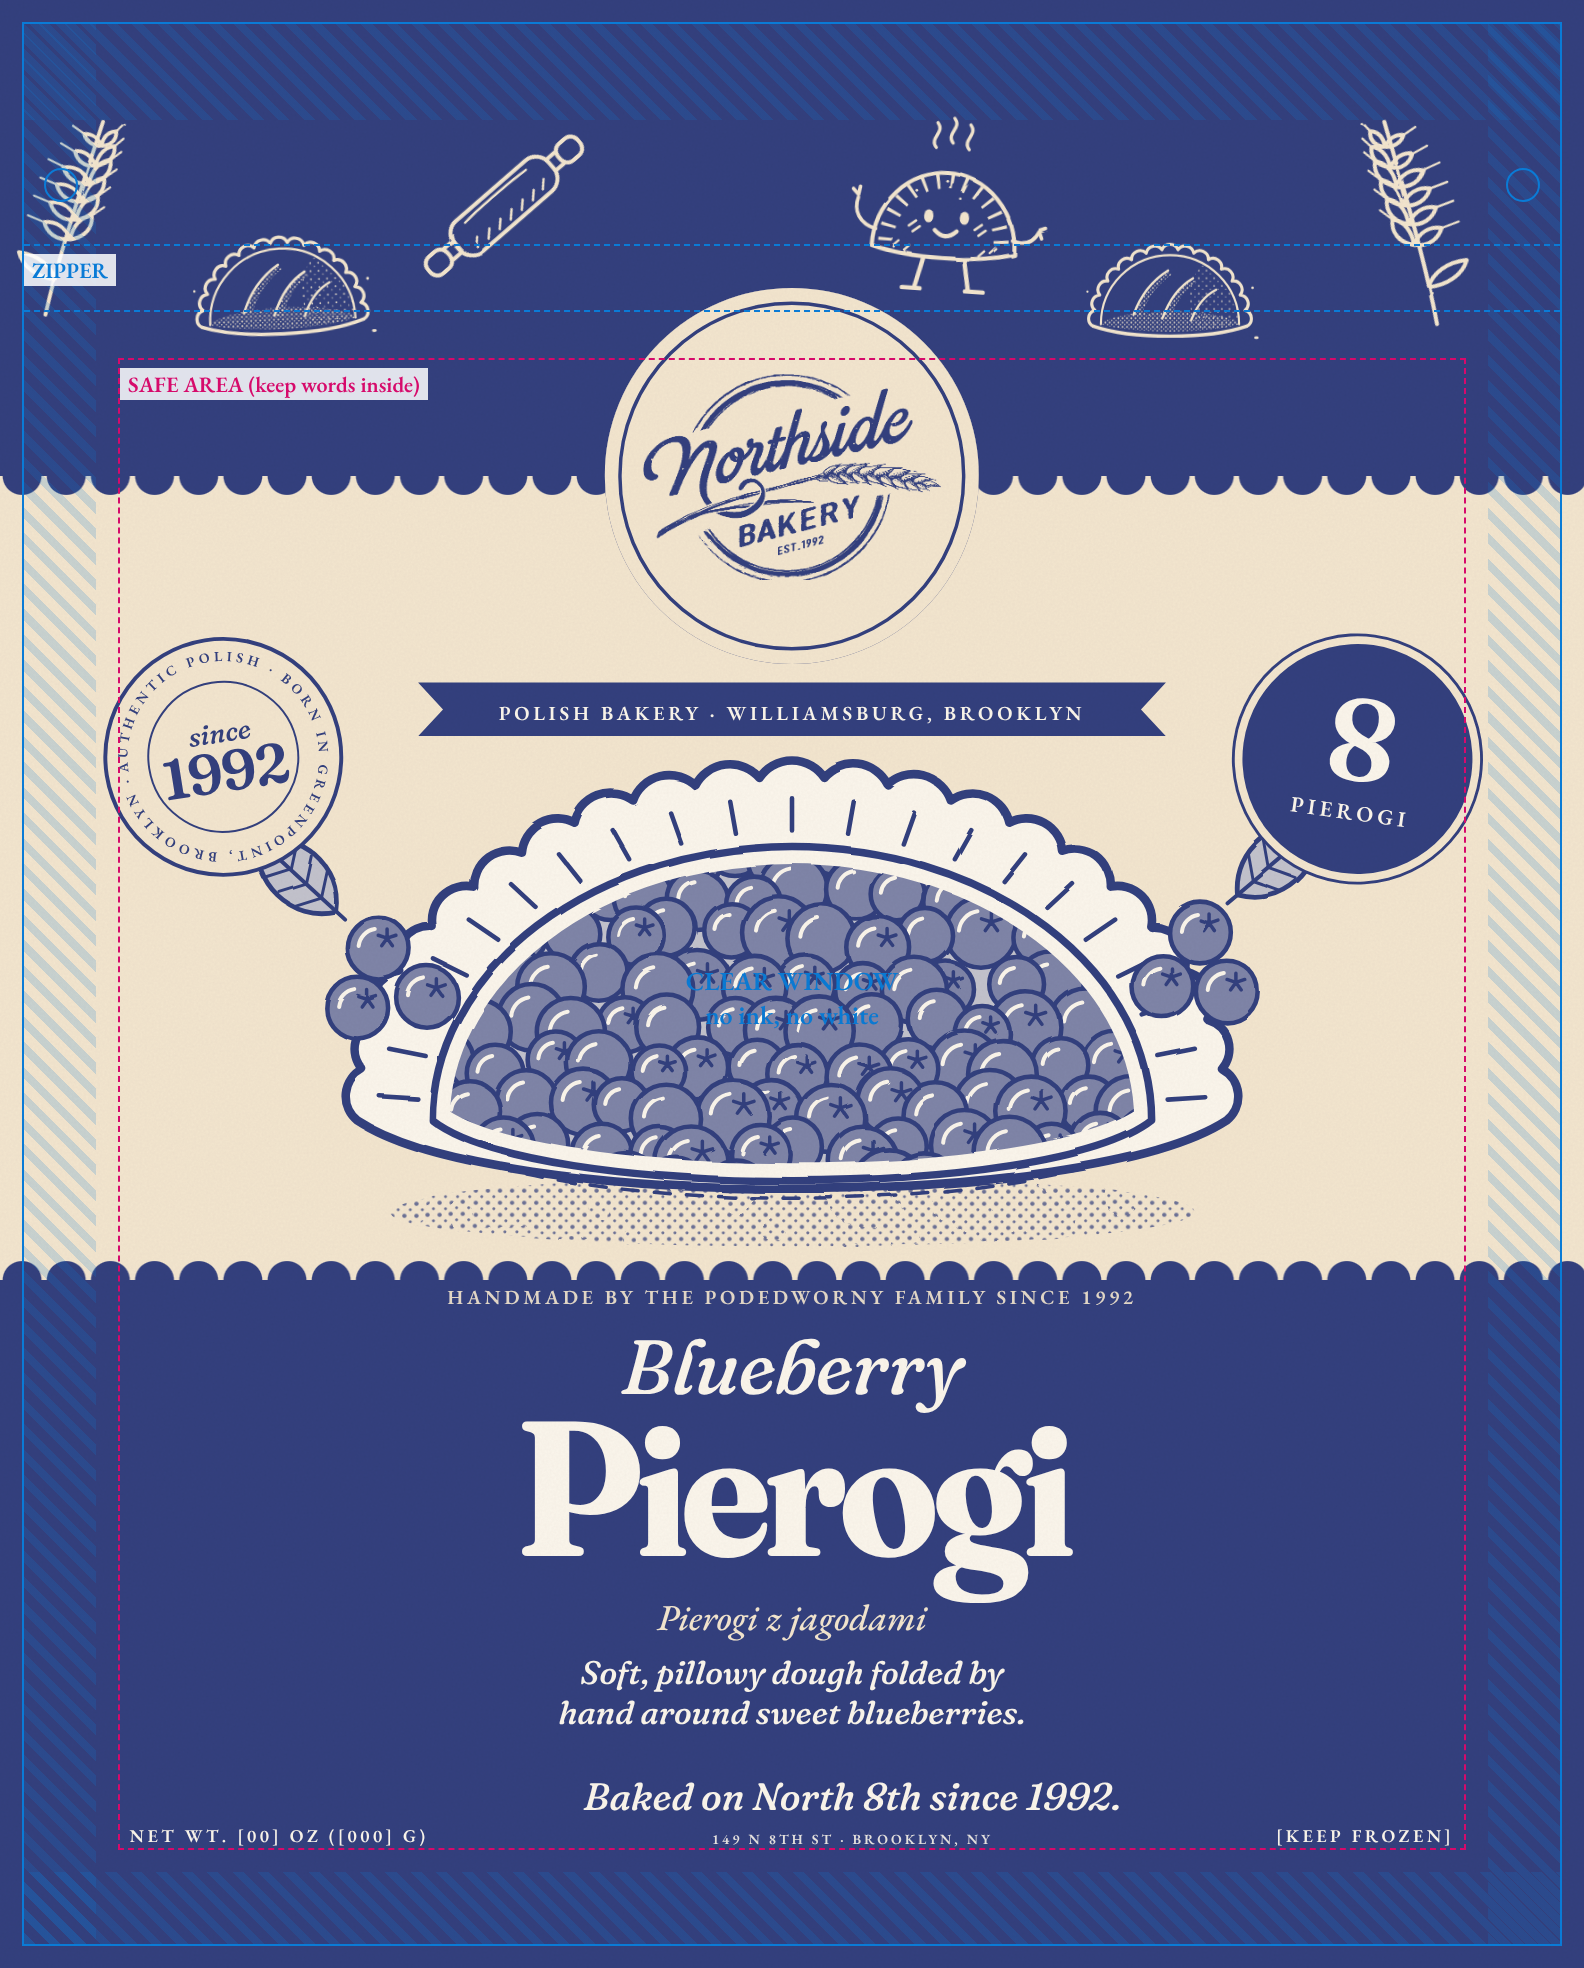 ZIPPER
SAFE AREA (keep words inside)
Northside
BAKERY
EST.1992
AUTHENTIC POLISH · BORN IN GREENPOINT, BROOKLYN ·
since
1992
POLISH BAKERY · WILLIAMSBURG, BROOKLYN
8
PIEROGI
CLEAR WINDOW
no ink, no white
HANDMADE BY THE PODEDWORNY FAMILY SINCE 1992
Blueberry
Pierogi
Pierogi z jagodami
Soft, pillowy dough folded by
hand around sweet blueberries.
Baked on North 8th since 1992.
NET WT. [00] OZ ([000] G)
149 N 8TH ST · BROOKLYN, NY
[KEEP FROZEN]